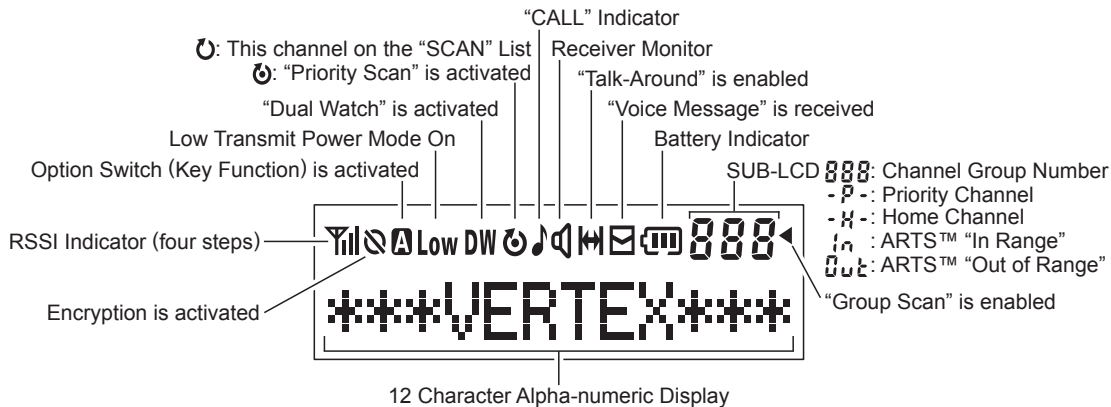 "CALL" Indicator
: This channel on the "SCAN" List
Receiver Monitor
: "Priority Scan" is activated
"Talk-Around" is enabled
"Dual Watch" is activated
"Voice Message" is received
Low Transmit Power Mode On
Battery Indicator
Option Switch (Key Function) is activated
SUB-LCD 888: Channel Group Number
-P-: Priority Channel
-H-: Home Channel
RSSI Indicator (four steps)
A Low DW 888
In : ARTS™ "In Range"
Out: ARTS™ "Out of Range"
Encryption is activated
"Group Scan" is enabled
***VERTEX***
12 Character Alpha-numeric Display